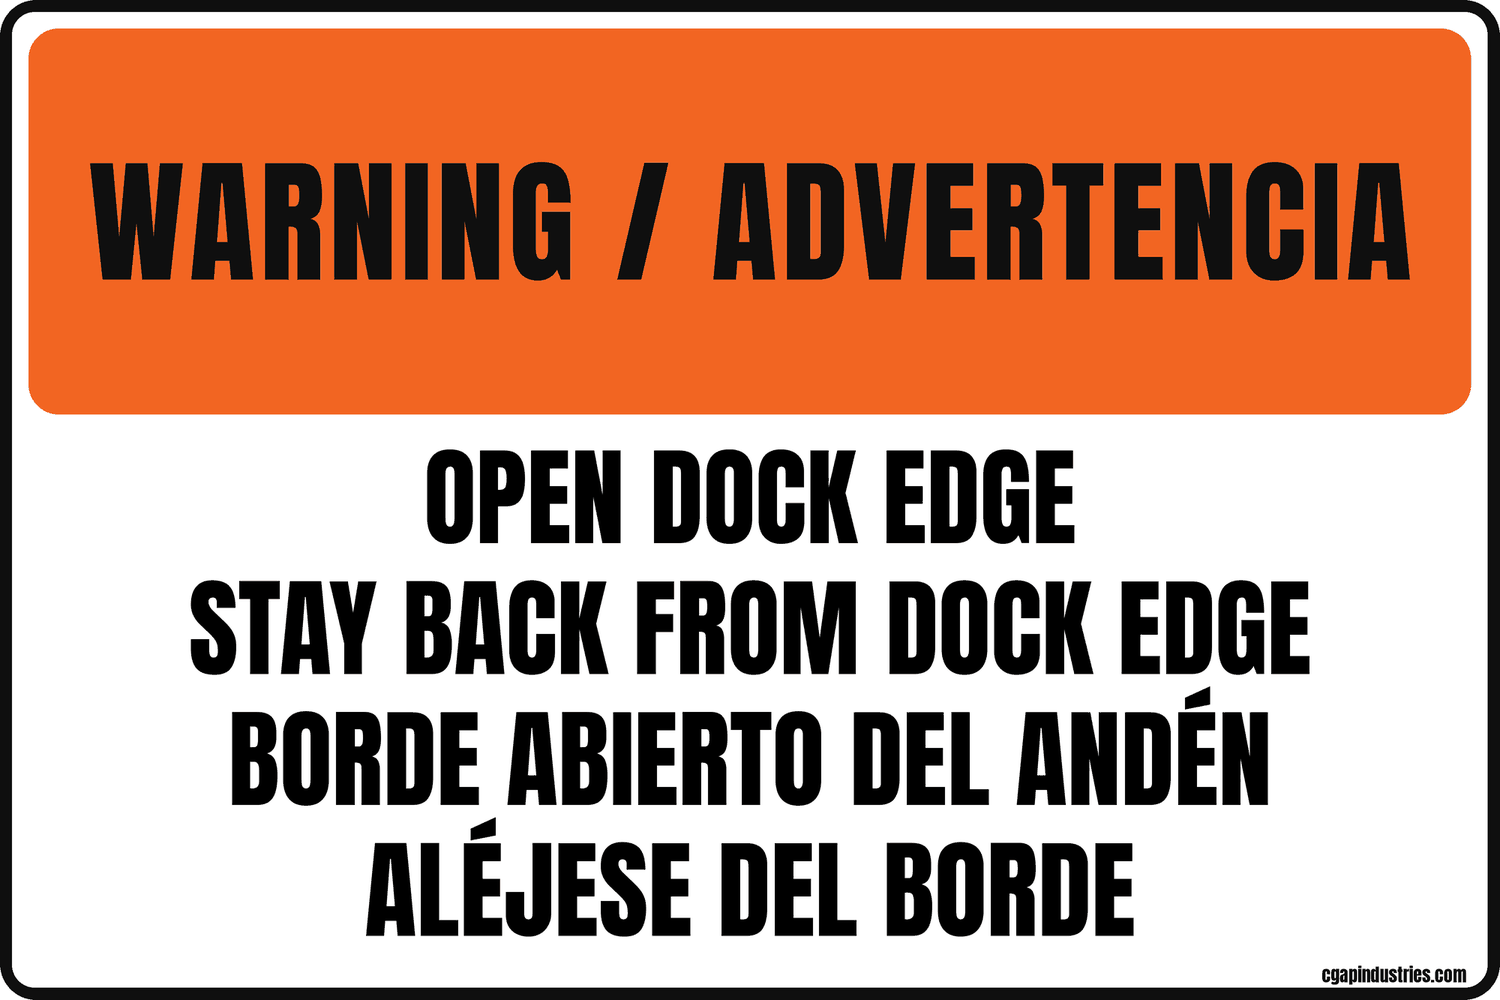 WARNING / ADVERTENCIA
OPEN DOCK EDGE
STAY BACK FROM DOCK EDGE
BORDE ABIERTO DEL ANDÉN
ALÉJESE DEL BORDE
cgapindustries.com